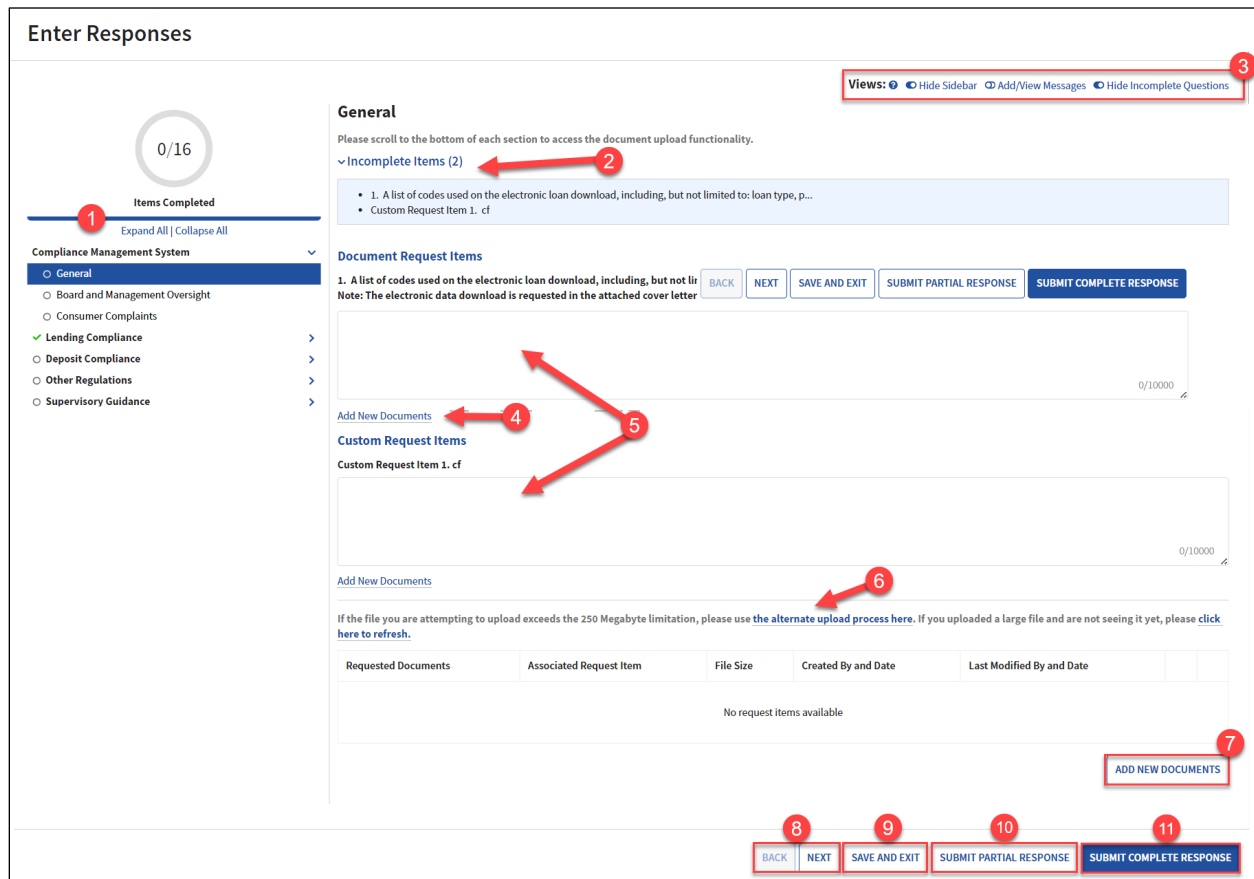 Enter Responses
3
Views: ? Hide Sidebar Add/View Messages Hide Incomplete Questions
0/16
Items Completed
1
Expand All | Collapse All
Compliance Management System
General
Board and Management Oversight
Consumer Complaints
Lending Compliance
Deposit Compliance
Other Regulations
Supervisory Guidance
General
Please scroll to the bottom of each section to access the document upload functionality.
Incomplete Items (2)
2
1. A list of codes used on the electronic loan download, including, but not limited to: loan type, p...
Custom Request Item 1. cf
Document Request Items
1. A list of codes used on the electronic loan download, including, but not
Note: The electronic data download is requested in the attached cover letter
BACK NEXT SAVE AND EXIT SUBMIT PARTIAL RESPONSE SUBMIT COMPLETE RESPONSE
0/10000
Add New Documents
4
5
Custom Request Items
Custom Request Item 1. cf
0/10000
Add New Documents
6
If the file you are attempting to upload exceeds the 250 Megabyte limitation, please use the alternate upload process here. If you uploaded a large file and are not seeing it yet, please click
here to refresh.
Requested Documents Associated Request Item File Size Created By and Date Last Modified By and Date
No request items available
7
ADD NEW DOCUMENTS
8 9 10 11
BACK NEXT SAVE AND EXIT SUBMIT PARTIAL RESPONSE SUBMIT COMPLETE RESPONSE